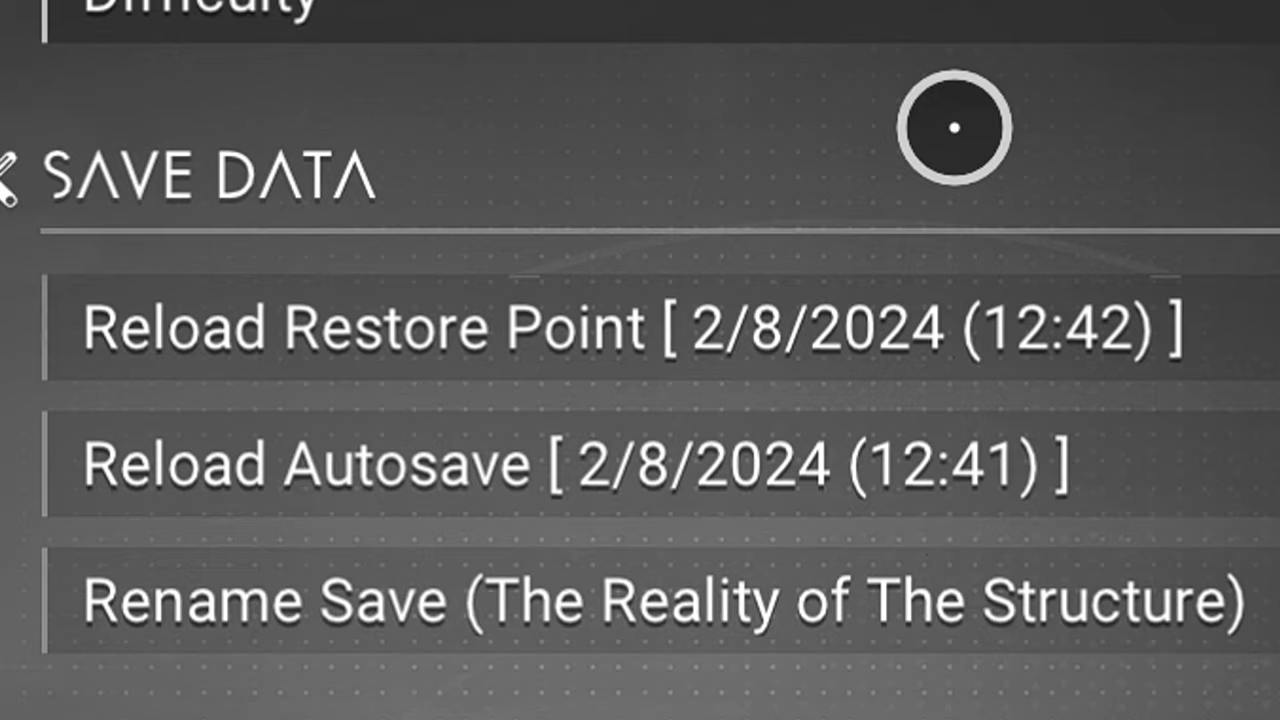 Difficulty
SAVE DATA
Reload Restore Point [ 2/8/2024 (12:42) ]
Reload Autosave [ 2/8/2024 (12:41) ]
Rename Save (The Reality of The Structure)